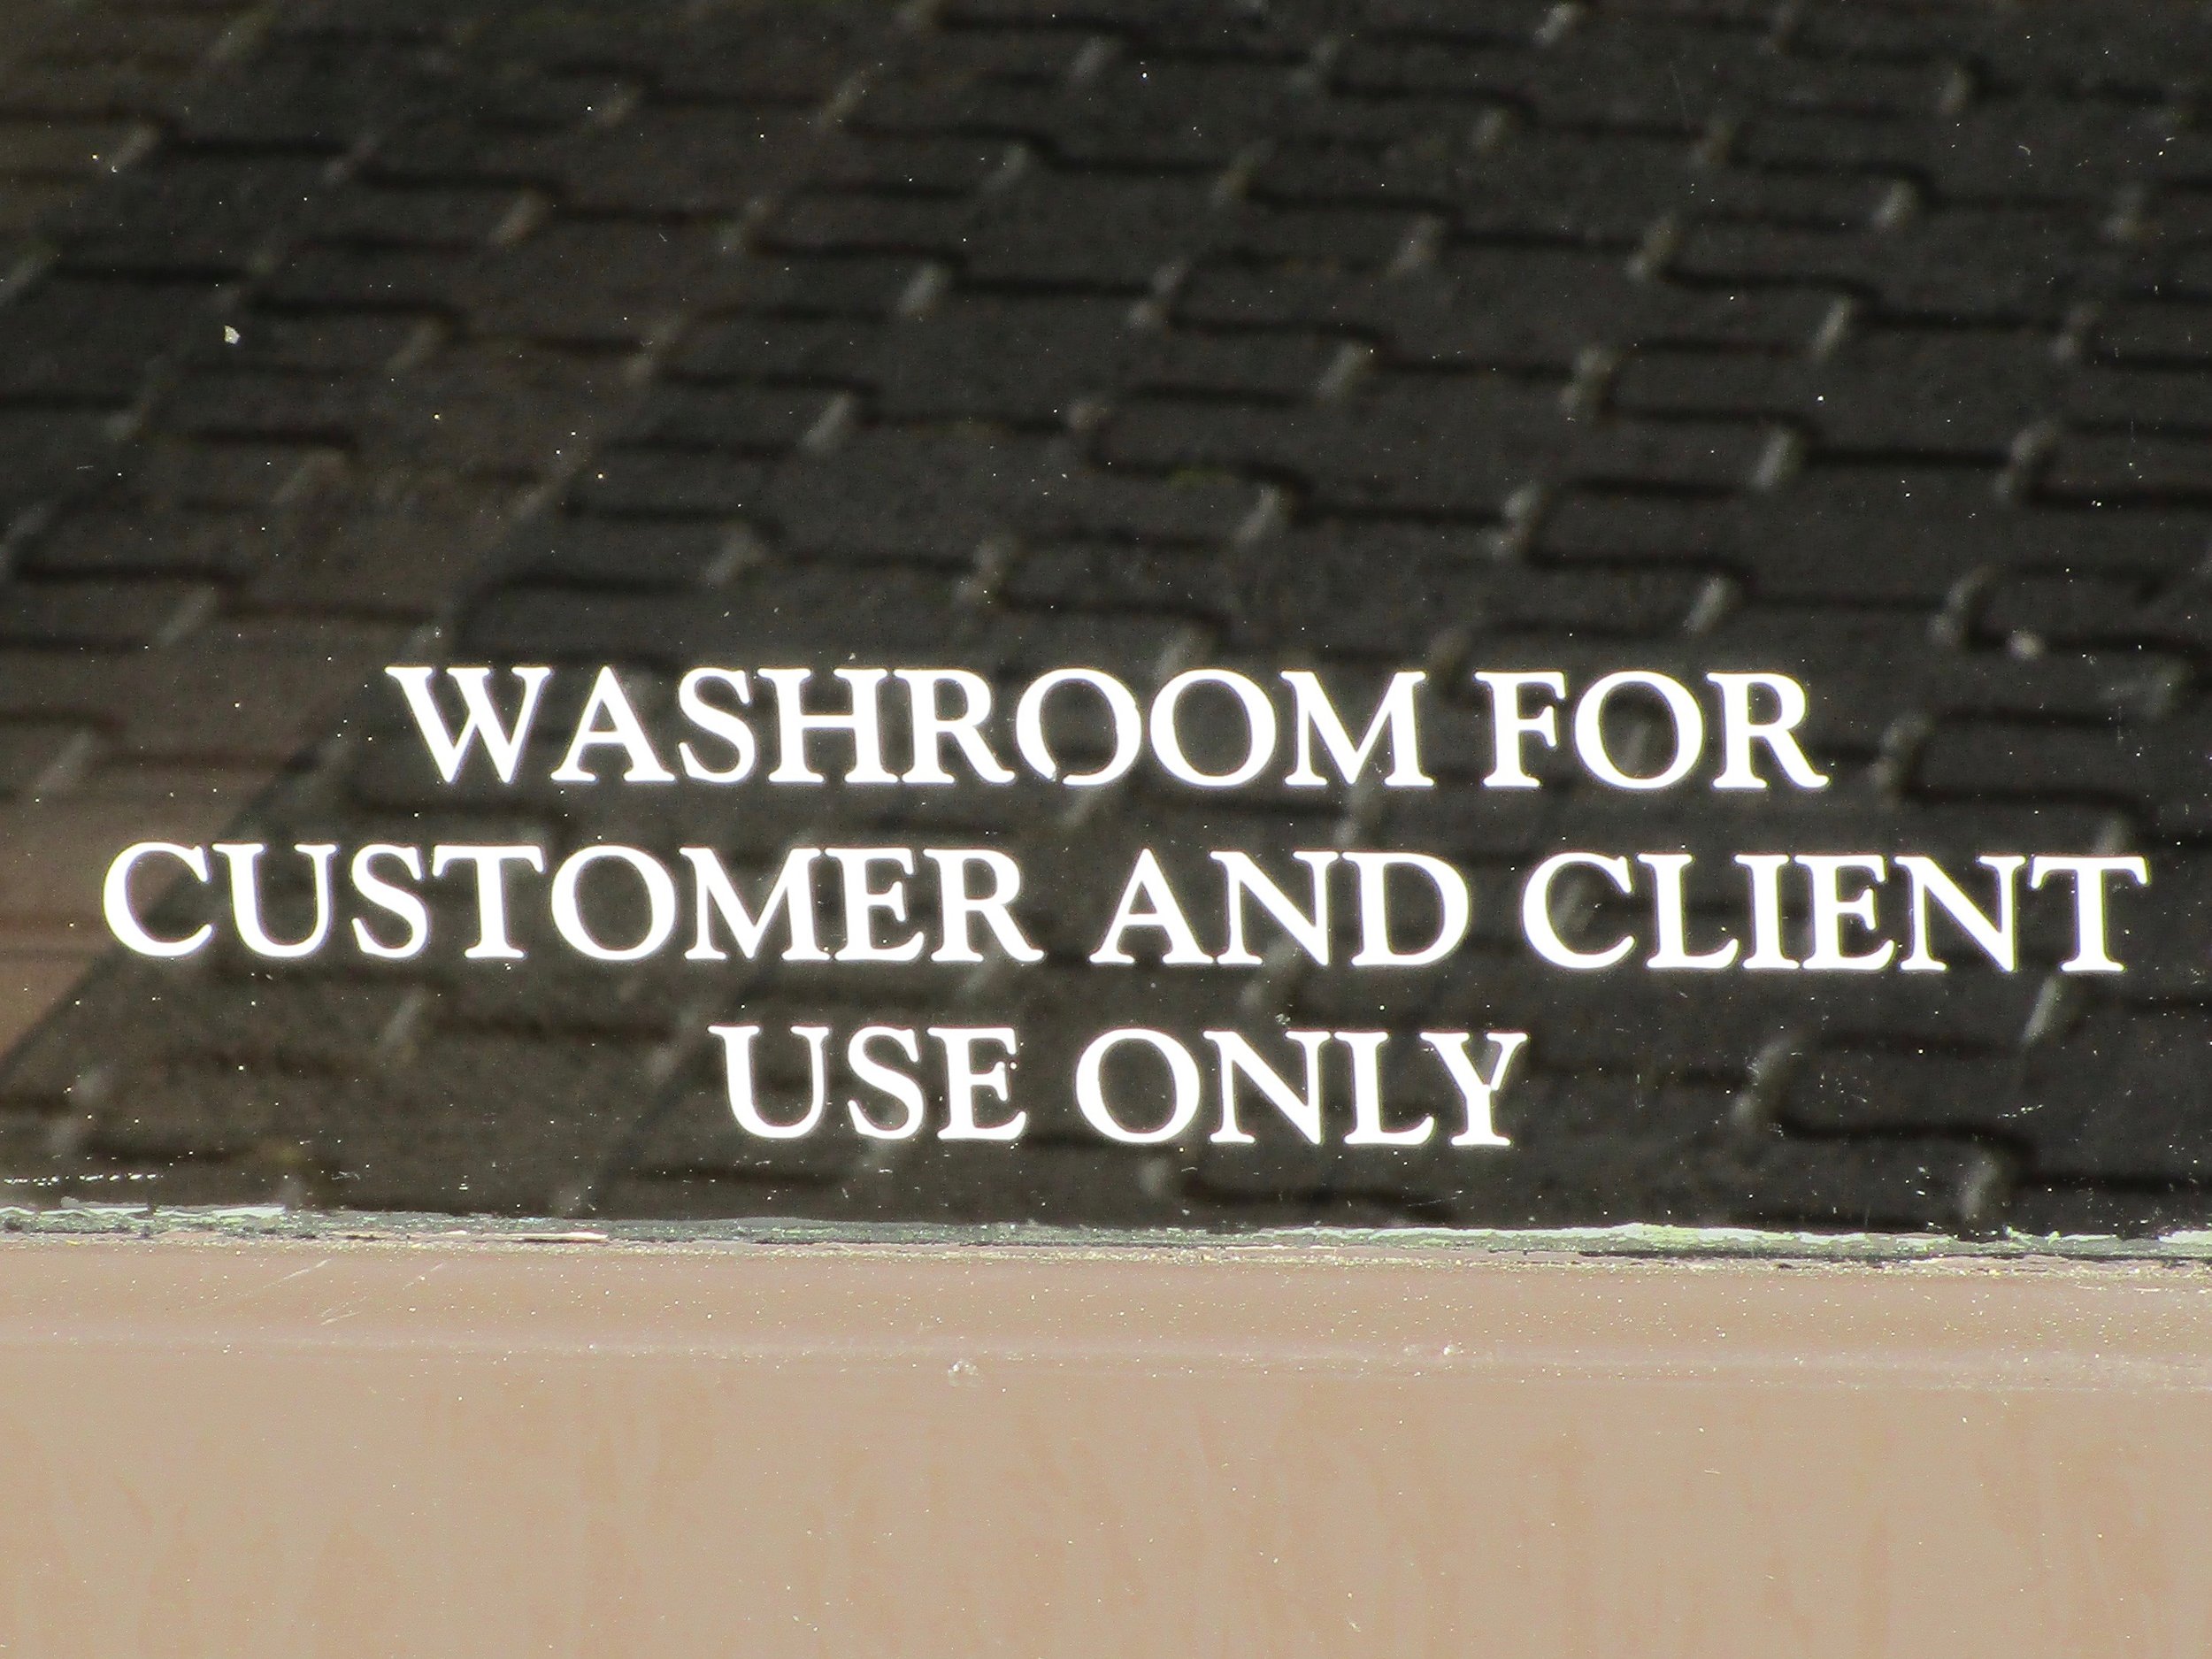 WASHROOM FOR
CUSTOMER AND CLIENT
USE ONLY